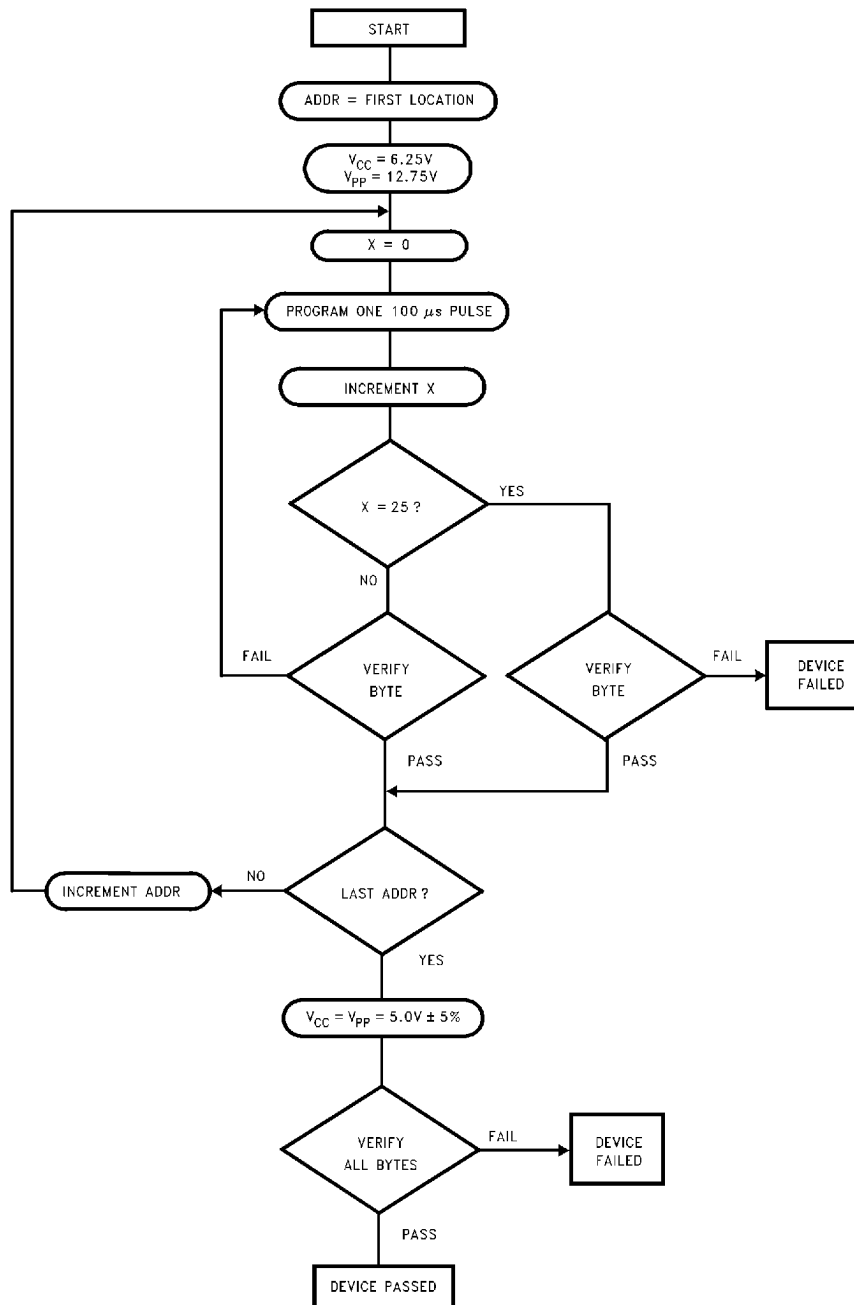 START
ADDR = FIRST LOCATION
VCC = 6.25V
VPP = 12.75V
X = 0
PROGRAM ONE 100 μs PULSE
INCREMENT X
X = 25 ?
YES
NO
FAIL
VERIFY
BYTE
VERIFY
BYTE
FAIL
DEVICE
FAILED
PASS
PASS
INCREMENT ADDR
NO
LAST ADDR ?
YES
VCC = VPP = 5.0V ± 5%
VERIFY
ALL BYTES
FAIL
DEVICE
FAILED
PASS
DEVICE PASSED